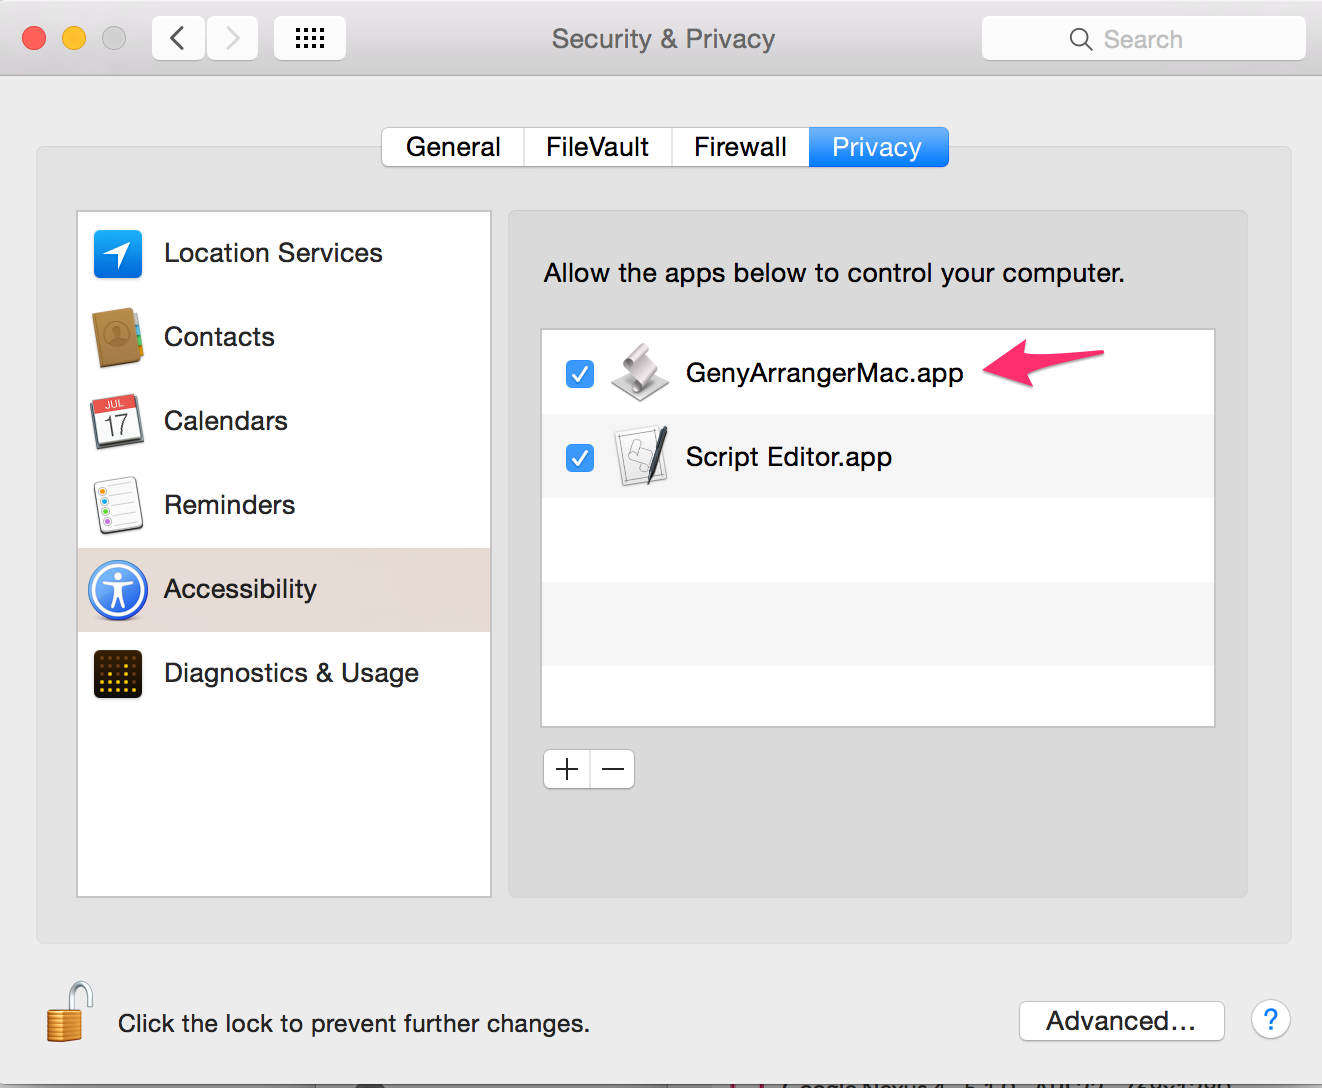 Security & Privacy
Search
General
FileVault
Firewall
Privacy
Location Services
Contacts
JUL
17
Calendars
Reminders
Accessibility
Diagnostics & Usage
Allow the apps below to control your computer.
GenyArrangerMac.app
Script Editor.app
Click the lock to prevent further changes.
Advanced...
?